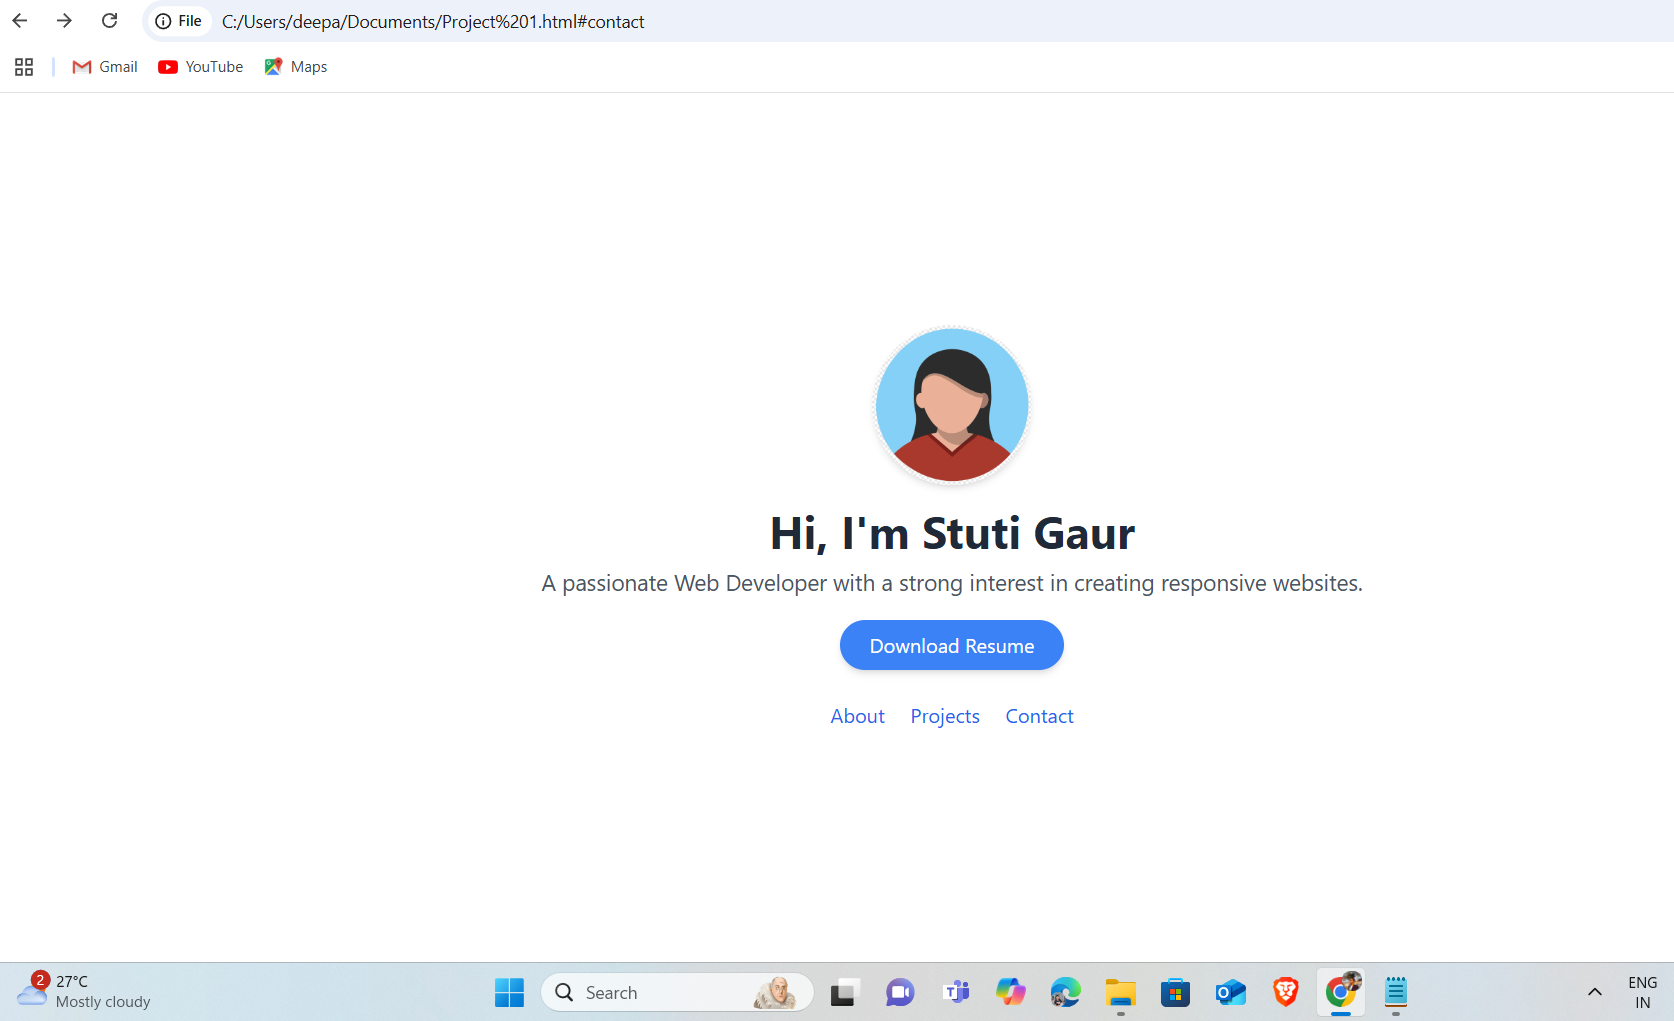 File C:/Users/deepa/Documents/Project%201.html#contact
Gmail YouTube Maps
Hi, I'm Stuti Gaur
A passionate Web Developer with a strong interest in creating responsive websites.
Download Resume
About Projects Contact
2 27°C
Mostly cloudy
Search
ENG
IN